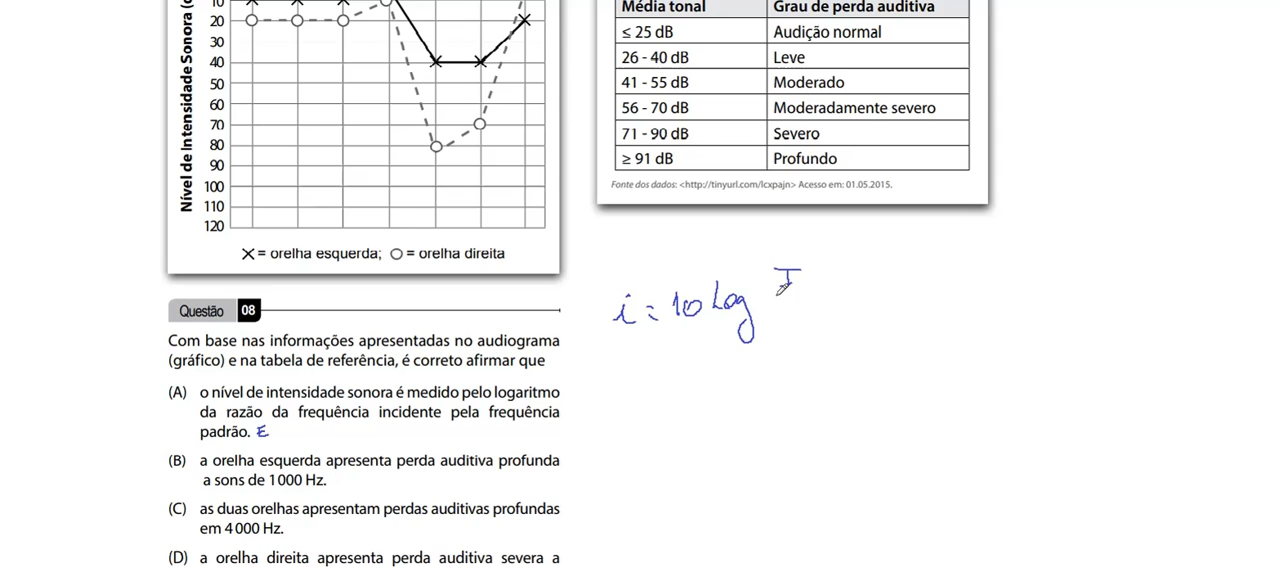 Nível de Intensidade Sonora (
10
20
30
40
50
60
70
80
90
100
110
120
X = orelha esquerda; O = orelha direita
Média tonal Grau de perda auditiva
≤ 25 dB Audição normal
26 - 40 dB Leve
41 - 55 dB Moderado
56 - 70 dB Moderadamente severo
71 - 90 dB Severo
≥ 91 dB Profundo
Fonte dos dados: <http://tinyurl.com/lcxpajn> Acesso em: 01.05.2015.
i = 10 Log I
Questão 08
Com base nas informações apresentadas no audiograma
(gráfico) e na tabela de referência, é correto afirmar que
(A) o nível de intensidade sonora é medido pelo logaritmo
da razão da frequência incidente pela frequência
padrão. E
(B) a orelha esquerda apresenta perda auditiva profunda
a sons de 1 000 Hz.
(C) as duas orelhas apresentam perdas auditivas profundas
em 4 000 Hz.
(D) a orelha direita apresenta perda auditiva severa a